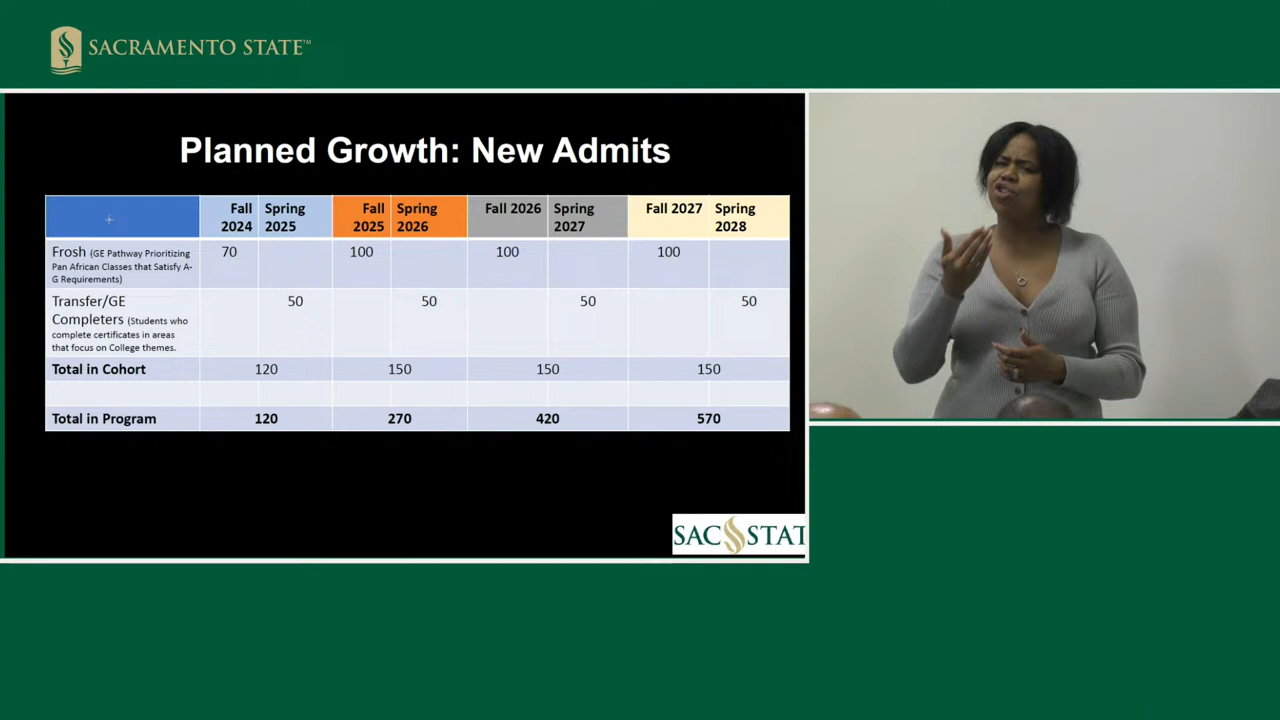 SACRAMENTO STATE™
Planned Growth: New Admits
Fall 2024 Spring 2025 Fall 2025 Spring 2026 Fall 2026 Spring 2027 Fall 2027 Spring 2028
Frosh (GE Pathway Prioritizing
Pan African Classes that Satisfy A-
G Requirements)
70 100 100 100
Transfer/GE
Completers (Students who
complete certificates in areas
that focus on College themes.
50 50 50 50
Total in Cohort 120 150 150 150
Total in Program 120 270 420 570
SAC STAT